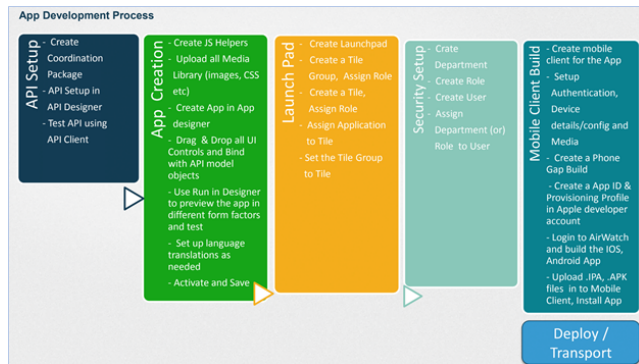 App Development Process
API Setup
- Create
Coordination
Package
- API Setup in
API Designer
- Test API using
API Client
App Creation
- Create JS Helpers
- Upload all Media
Library (images, CSS
etc)
- Create App in App
designer
- Drag & Drop all UI
Controls and Bind
with API model
objects
- Use Run in Designer
to preview the app in
different form factors
and test
- Set up language
translations as
needed
- Activate and Save
Launch Pad
- Create Launchpad
- Create a Tile
Group, Assign Role
- Create a Tile,
Assign Role
- Assign Application
to Tile
- Set the Tile Group
to Tile
Security Setup
- Crate
Department
- Create Role
- Create User
- Assign
Department (or)
Role to User
Mobile Client Build
- Create mobile
client for the App
- Setup
Authentication,
Device
details/config and
Media
- Create a Phone
Gap Build
- Create a App ID &
Provisioning Profile
in Apple developer
account
- Login to AirWatch
and build the IOS,
Android App
- Upload .IPA, .APK
files in to Mobile
Client, Install App
Deploy /
Transport